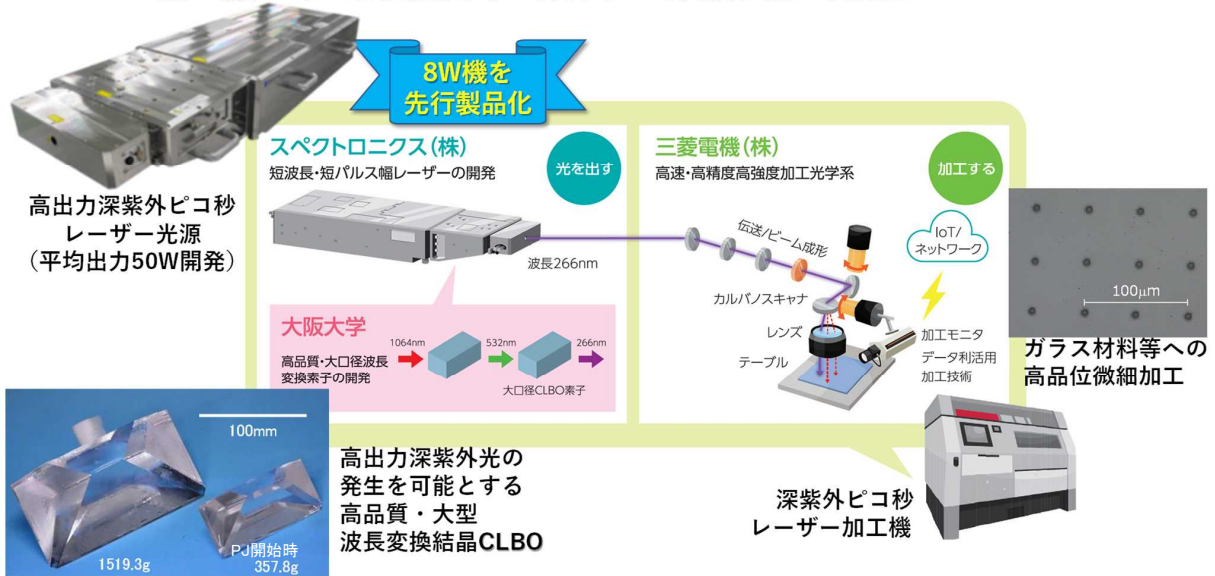 8W機を
先行製品化
スペクトロニクス(株)
短波長・短パルス幅レーザーの開発
光を出す
三菱電機(株)
高速・高精度高強度加工光学系
加工する
高出力深紫外ピコ秒
レーザー光源
(平均出力50W開発)
波長266nm
伝送/ビーム成形
IoT/
ネットワーク
ガルバノスキャナ
レンズ
テーブル
加工モニタ
データ利活用
加工技術
100μm
ガラス材料等への
高品位微細加工
大阪大学
高品質・大口径波長
変換素子の開発
1064nm
532nm
266nm
大口径CLBO素子
100mm
1519.3g
PJ開始時
357.8g
高出力深紫外光の
発生を可能とする
高品質・大型
波長変換結晶CLBO
深紫外ピコ秒
レーザー加工機